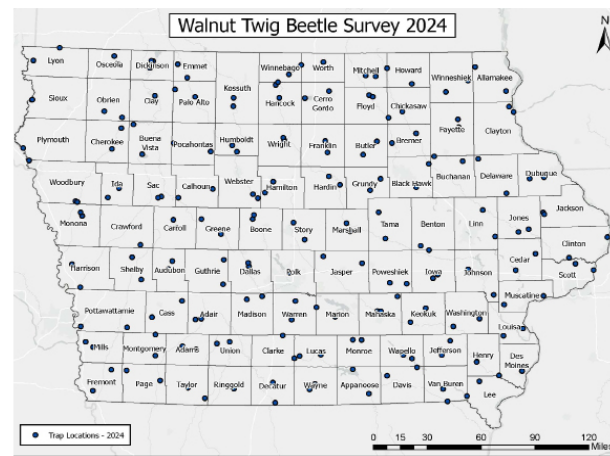 Walnut Twig Beetle Survey 2024
N
Lyon Osceola Dickinson Emmet Winnebago Worth Mitchell Howard Winneshiek Allamakee
Kossuth
Sioux Obrien Clay Palo Alto Hancock Cerro Gordo Floyd Chickasaw
Fayette Clayton
Plymouth Cherokee Buena Vista Pocahontas Humboldt Wright Franklin Butler Bremer
Woodbury Ida Sac Calhoun Webster Hamilton Hardin Grundy Black Hawk Buchanan Delaware Dubuque
Jackson
Monona Crawford Carroll Greene Boone Story Marshall Tama Benton Linn Jones
Clinton
Harrison Shelby Audubon Guthrie Dallas Polk Jasper Poweshiek Iowa Johnson Cedar Scott
Muscatine
Pottawattamie Cass Adair Madison Warren Marion Mahaska Keokuk Washington
Louisa
Mills Montgomery Adams Union Clarke Lucas Monroe Wapello Jefferson Henry Des Moines
Fremont Page Taylor Ringgold Decatur Wayne Appanoose Davis Van Buren Lee
Trap Locations - 2024
0 15 30 60 90 120
Miles